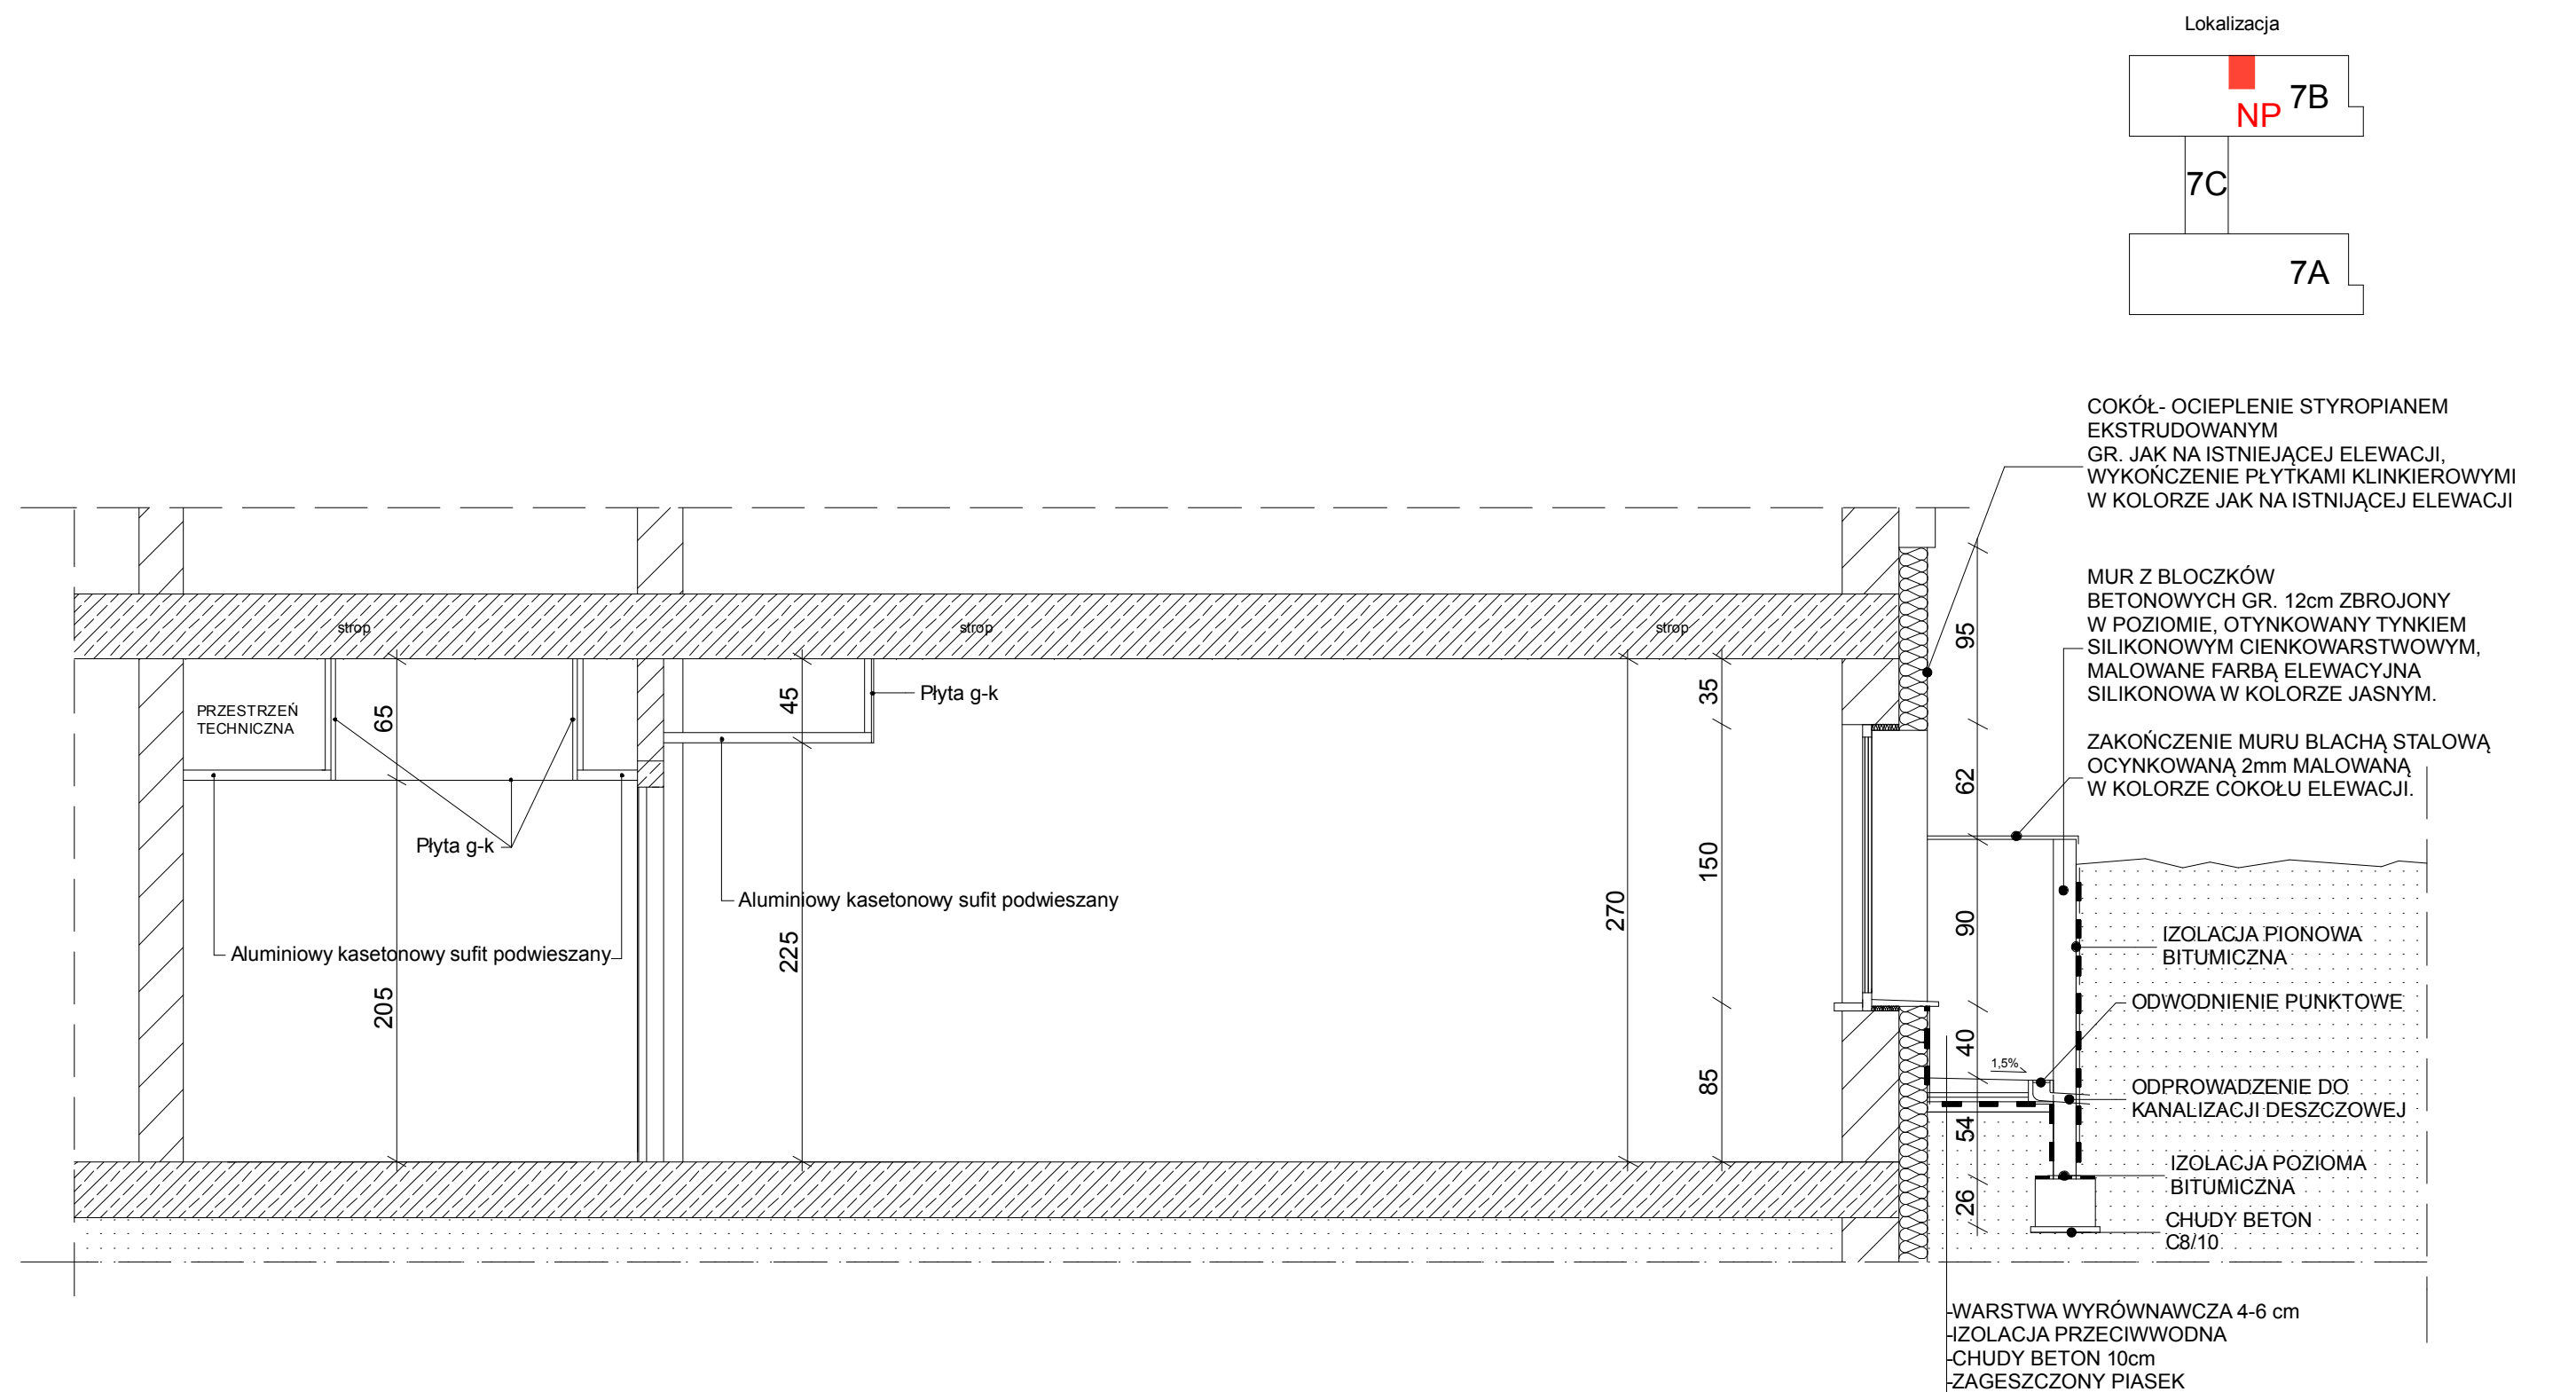 Lokalizacja
7B
NP
7C
7A
COKÓŁ- OCIEPLENIE STYROPIANEM
EKSTRUDOWANYM
GR. JAK NA ISTNIEJĄCEJ ELEWACJI,
WYKOŃCZENIE PŁYTKAMI KLINKIEROWYMI
W KOLORZE JAK NA ISTNIJĄCEJ ELEWACJI
MUR Z BLOCZKÓW
BETONOWYCH GR. 12cm ZBROJONY
W POZIOMIE, OTYNKOWANY TYNKIEM
SILIKONOWYM CIENKOWARSTWOWYM,
MALOWANE FARBĄ ELEWACYJNA
SILIKONOWA W KOLORZE JASNYM.
ZAKOŃCZENIE MURU BLACHĄ STALOWĄ
OCYNKOWANĄ 2mm MALOWANĄ
W KOLORZE COKOŁU ELEWACJI.
strop
strop
strop
PRZESTRZEŃ
TECHNICZNA
65
45
Płyta g-k
35
95
62
Płyta g-k
150
Aluminiowy kasetonowy sufit podwieszany
270
90
Aluminiowy kasetonowy sufit podwieszany
225
205
IZOLACJA PIONOWA
BITUMICZNA
ODWODNIENIE PUNKTOWE
40
1,5%
85
ODPROWADZENIE DO
KANALIZACJI DESZCZOWEJ
54
IZOLACJA POZIOMA
BITUMICZNA
26
CHUDY BETON
C8/10
-WARSTWA WYRÓWNAWCZA 4-6 cm
-IZOLACJA PRZECIWWODNA
-CHUDY BETON 10cm
-ZAGESZCZONY PIASEK